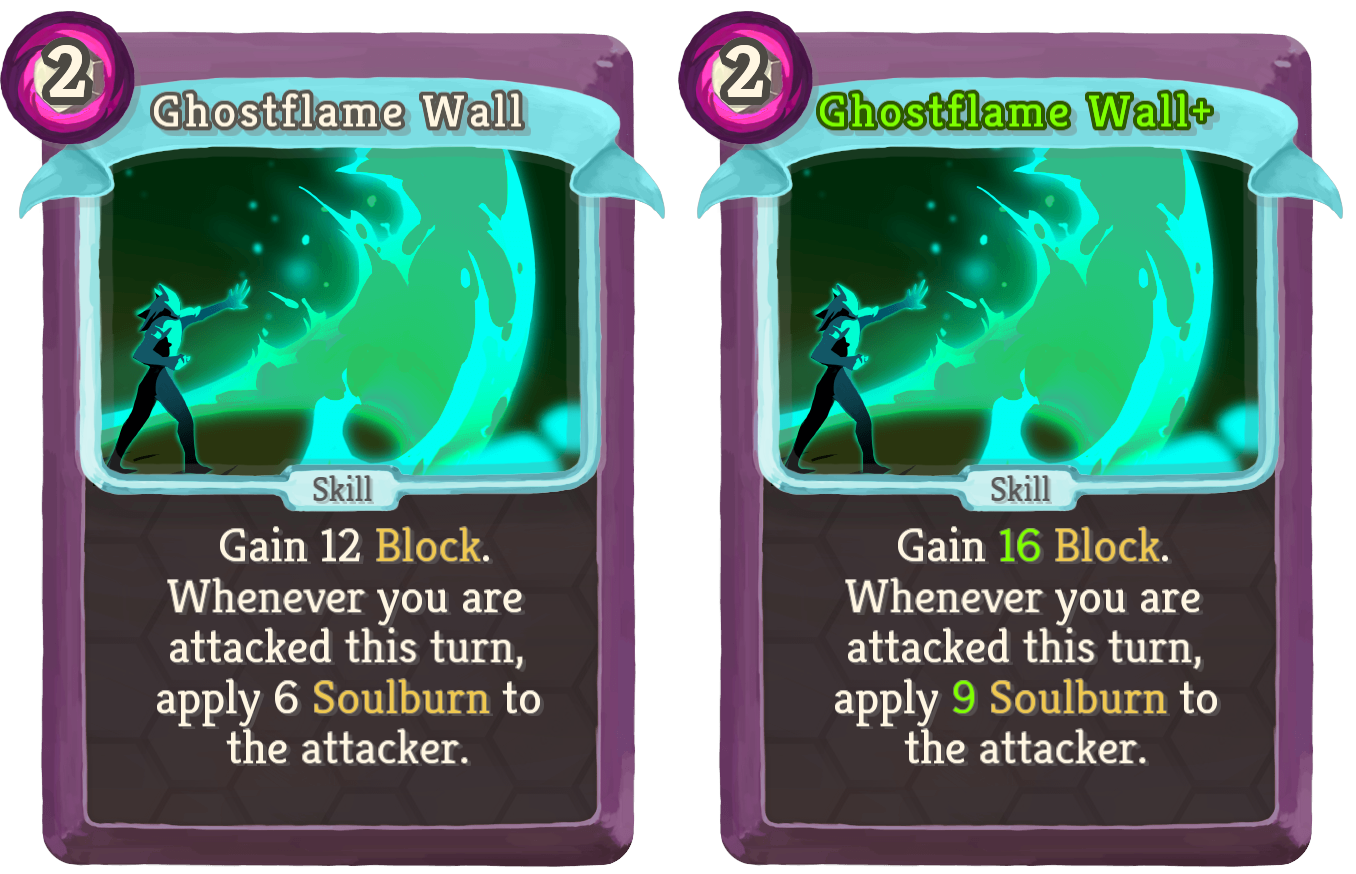 2
Ghostflame Wall
Skill
Gain 12 Block.
Whenever you are
attacked this turn,
apply 6 Soulburn to
the attacker.
2
Ghostflame Wall+
Skill
Gain 16 Block.
Whenever you are
attacked this turn,
apply 9 Soulburn to
the attacker.